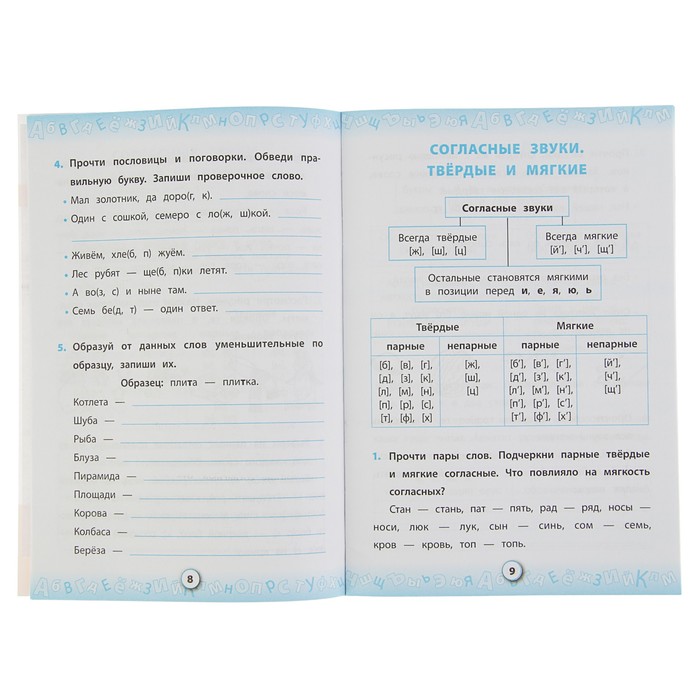 АБВГДЕЁЖЗИЙКЛМНОПРСТУФХ
4. Прочти пословицы и поговорки. Обведи пра-
вильную букву. Запиши проверочное слово.
• Мал золотник, да доро(г, к).
• Один с сошкой, семеро с ло(ж, ш)кой.
• Живём, хле(б, п) жуём.
• Лес рубят — ще(б, п)ки летят.
• А во(з, с) и ныне там.
• Семь бе(д, т) — один ответ.
5. Образуй от данных слов уменьшительные по
образцу, запиши их.
Образец: плита — плитка.
Котлета —
Шуба —
Рыба —
Блуза —
Пирамида —
Площади —
Корова —
Колбаса —
Берёза —
8
СОГЛАСНЫЕ ЗВУКИ.
ТВЁРДЫЕ И МЯГКИЕ
Согласные звуки
Всегда твёрдые
[ж], [ш], [ц]
Всегда мягкие
[й’], [ч’], [щ’]
Остальные становятся мягкими
в позиции перед и, е, я, ю, ь
Твёрдые Мягкие
парные непарные парные непарные
[б], [в], [г], [ж], [б’], [в’], [г’], [й’],
[д], [з], [к], [ш], [д’], [з’], [к’], [ч’],
[л], [м], [н], [ц] [л’], [м’], [н’], [щ’]
[п], [р], [с], [п’], [р’], [с’],
[т], [ф], [х] [т’], [ф’], [х’]
1. Прочти пары слов. Подчеркни парные твёрдые
и мягкие согласные. Что повлияло на мягкость
согласных?
Стан — стань, пат — пять, рад — ряд, носы —
носи, люк — лук, сын — синь, сом — семь,
кров — кровь, топ — топь.
9